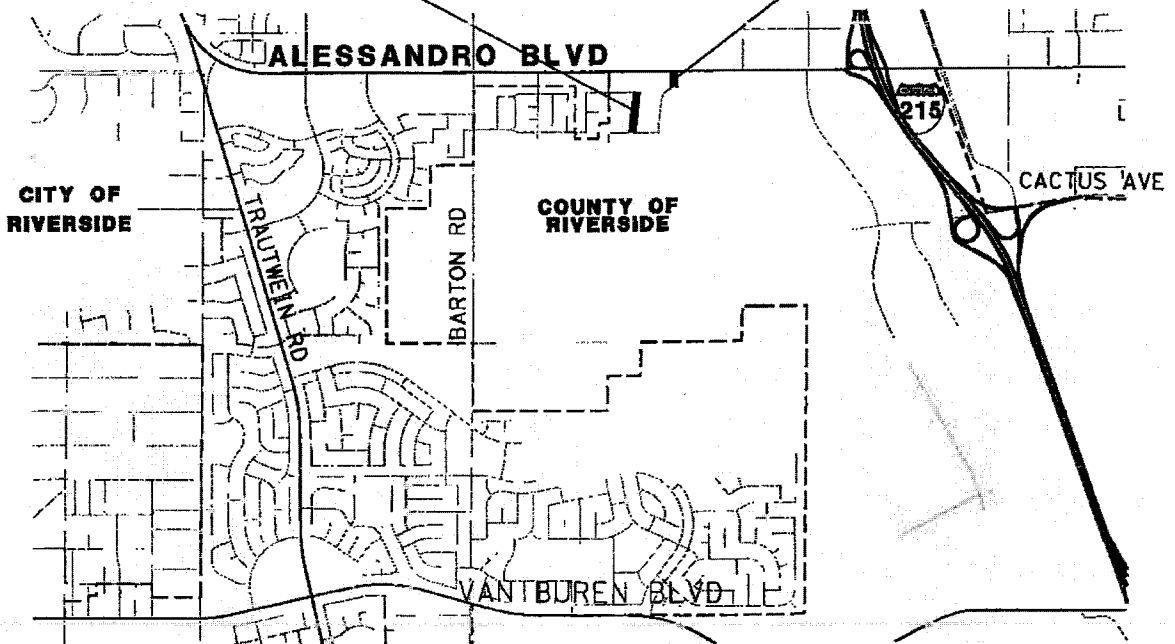 ALESSANDRO BLVD
215
CACTUS AVE
CITY OF
RIVERSIDE
COUNTY OF
RIVERSIDE
TRAUTWEIN RD
BARTON RD
VAN BUREN BLVD